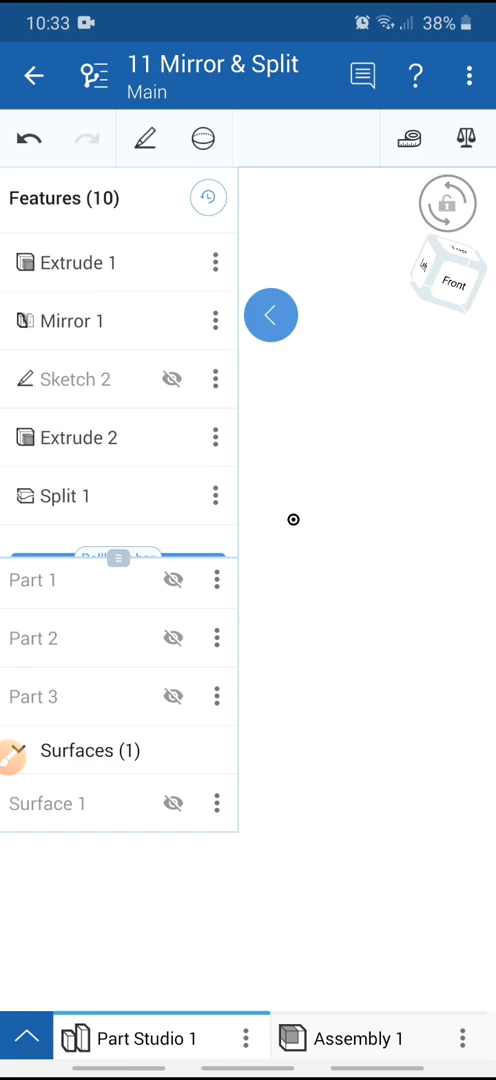 10:33 38%
11 Mirror & Split
Main
Features (10)
Extrude 1
Mirror 1
Front
Sketch 2
Extrude 2
Split 1
Part 1
Part 2
Part 3
Surfaces (1)
Surface 1
Part Studio 1 Assembly 1